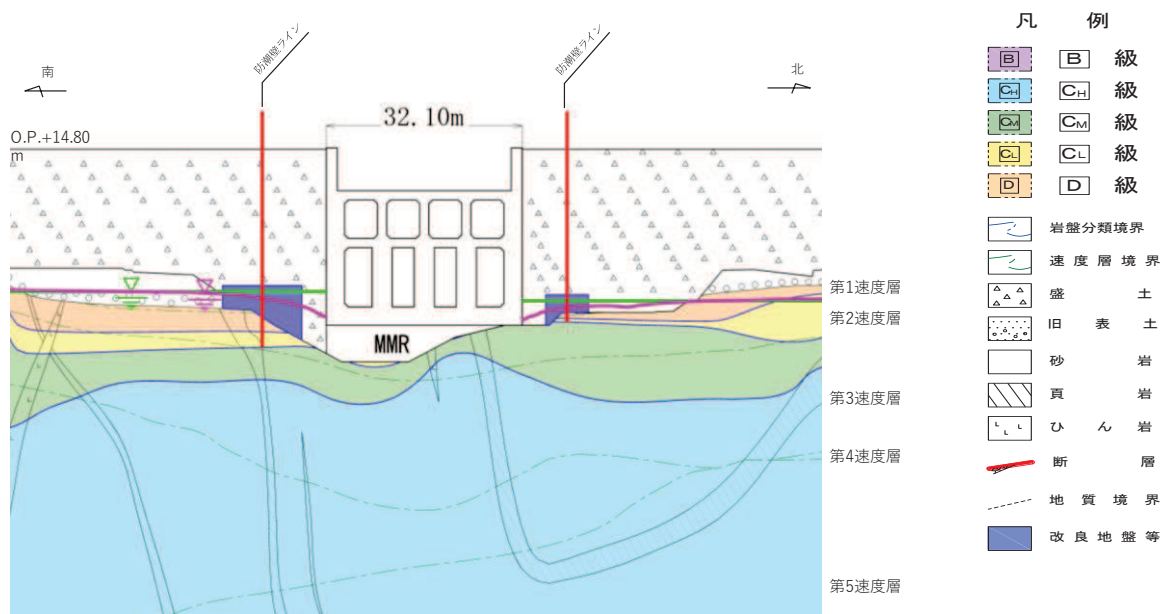 南
防潮壁ライン
防潮壁ライン
北
32.10m
O.P.+14.80
m
MMR
第1速度層
第2速度層
第3速度層
第4速度層
第5速度層
凡 例
B B 級
CH CH 級
CM CM 級
CL CL 級
D D 級
岩盤分類境界
速度層境界
盛土
旧表土
砂岩
頁岩
ひん岩
断層
地質境界
改良地盤等